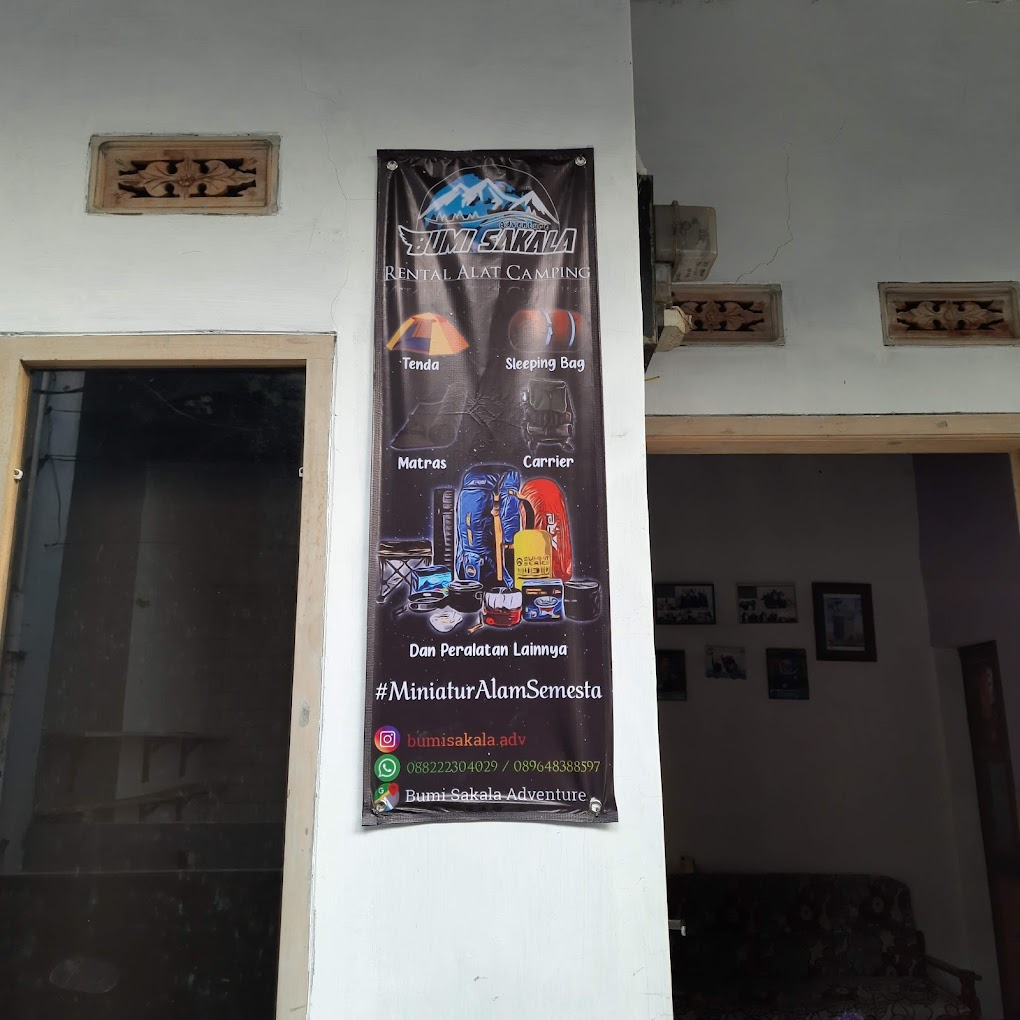 Adventure
BUMI SAKALA
RENTAL ALAT CAMPING
Tenda
Sleeping Bag
Matras
Carrier
Dan Peralatan Lainnya
#MiniaturAlamSemesta
bumisakala.adv
088222304029 / 089648388597
Bumi Sakala Adventure